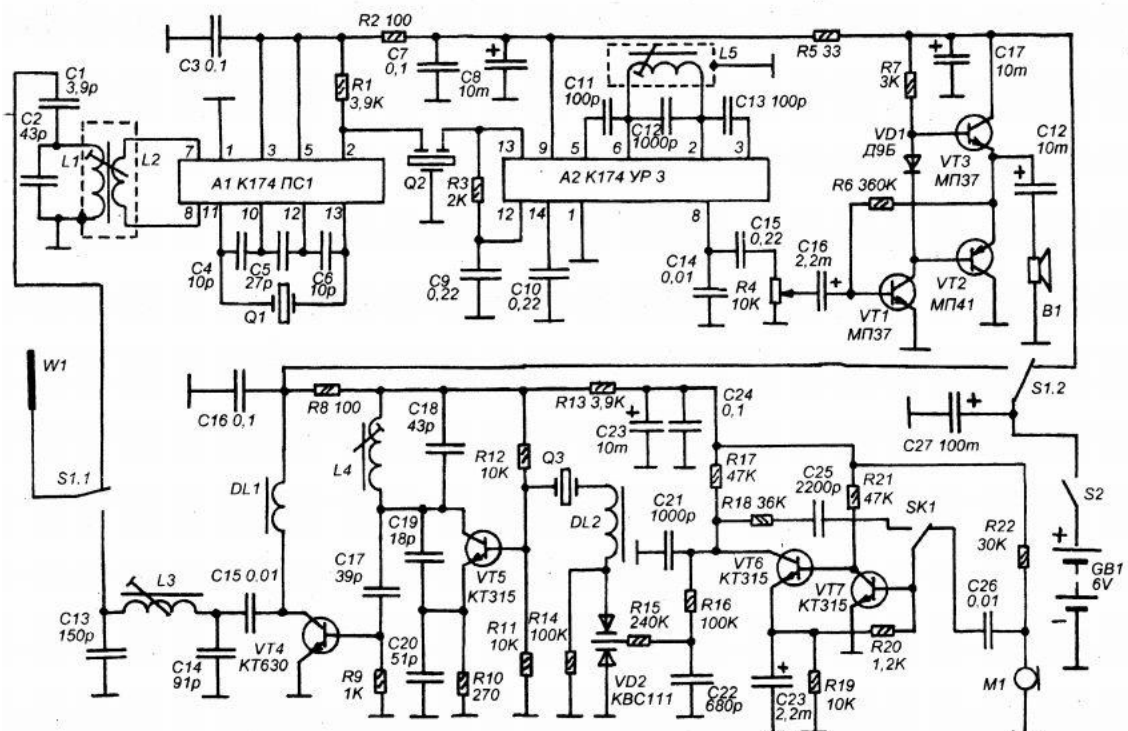 R2 100
C3 0.1
C7
0,1
C8
10m
R1
3,9K
C1
3,9p
C2
43p
L1
L2
7
1
3
5
2
A1 K174 ПС1
8
11
10
12
13
C4
10p
C5
27p
C6
10p
Q1
Q2
R3
2K
C9
0,22
L5
C11
100p
C12
1000p
C13 100p
13
9
5
6
2
3
A2 K174 УР 3
12
14
1
8
C10
0,22
C14
0,01
C15
0,22
R4
10K
C16
2,2m
R5 33
R7
3K
C17
10m
VD1
Д9Б
VT3
МП37
C12
10m
R6 360K
VT2
МП41
VT1
МП37
B1
W1
S1.1
C16 0,1
R8 100
L4
C18
43p
R12
10K
Q3
R13 3,9K
C23
10m
C24
0,1
S1.2
C27 100m
S2
GB1
6V
DL1
C19
18p
VT5
KT315
DL2
C21
1000p
R17
47K
R18 36K
C25
2200p
R21
47K
SK1
R22
30K
C13
150p
L3
C15 0.01
C14
91p
VT4
KT630
C17
39p
R9
1K
C20
51p
R10
270
R11
10K
R14
100K
VD2
КВС111
R15
240K
R16
100K
C22
680p
VT6
KT315
VT7
KT315
C23
2,2m
R19
10K
R20
1,2K
C26
0,01
M1